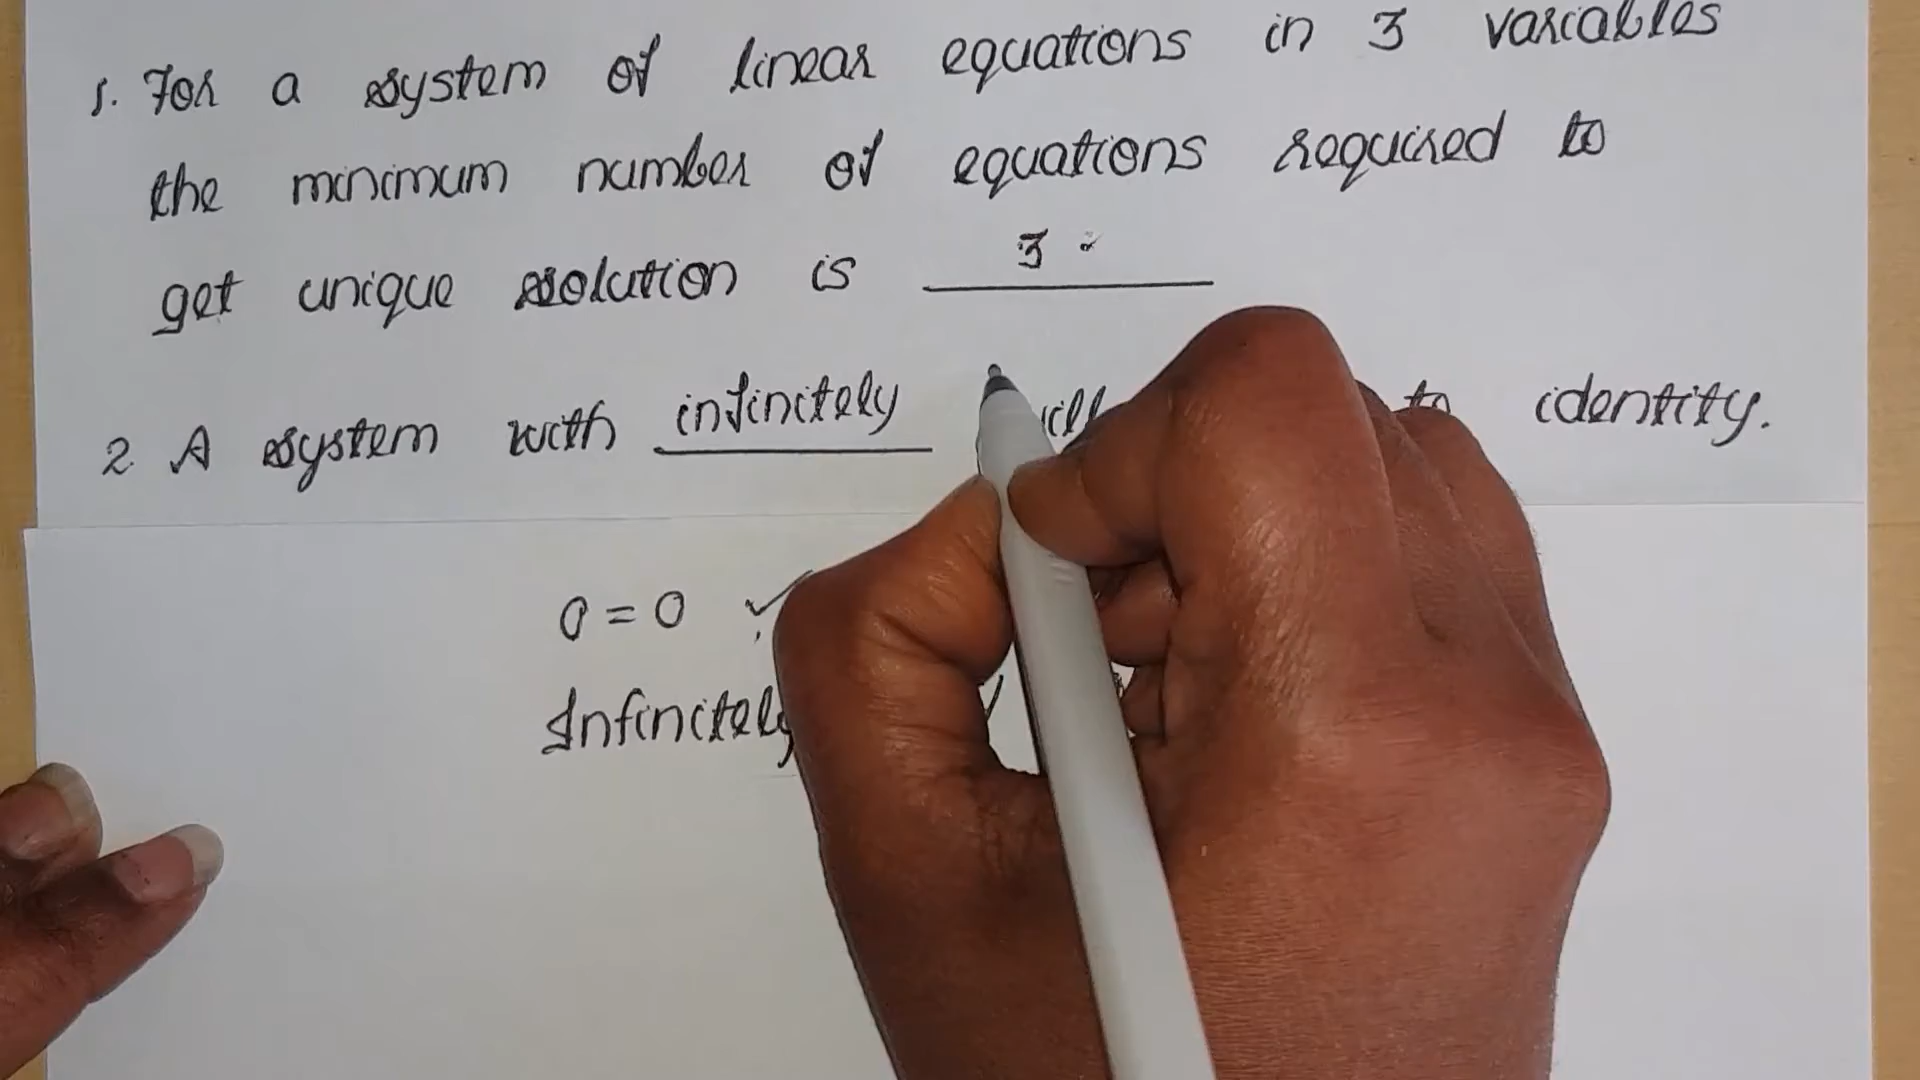 1. For a system of linear equations in 3 variables
the minimum number of equations required to
get unique solution is 3
2. A system with infinitely to identity.
0 = 0 ✓
Infinitely